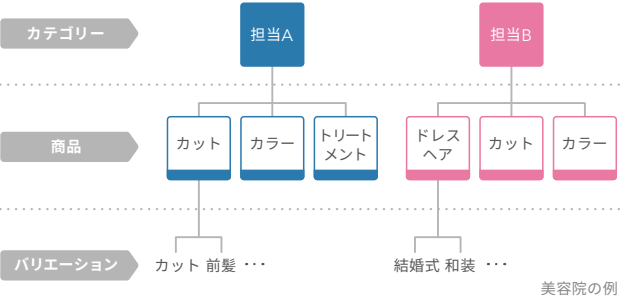 カテゴリー
担当A
担当B
商品
カット
カラー
トリート
メント
ドレス
ヘア
カット
カラー
バリエーション
カット 前髪 ･･･
結婚式 和装 ･･･
美容院の例